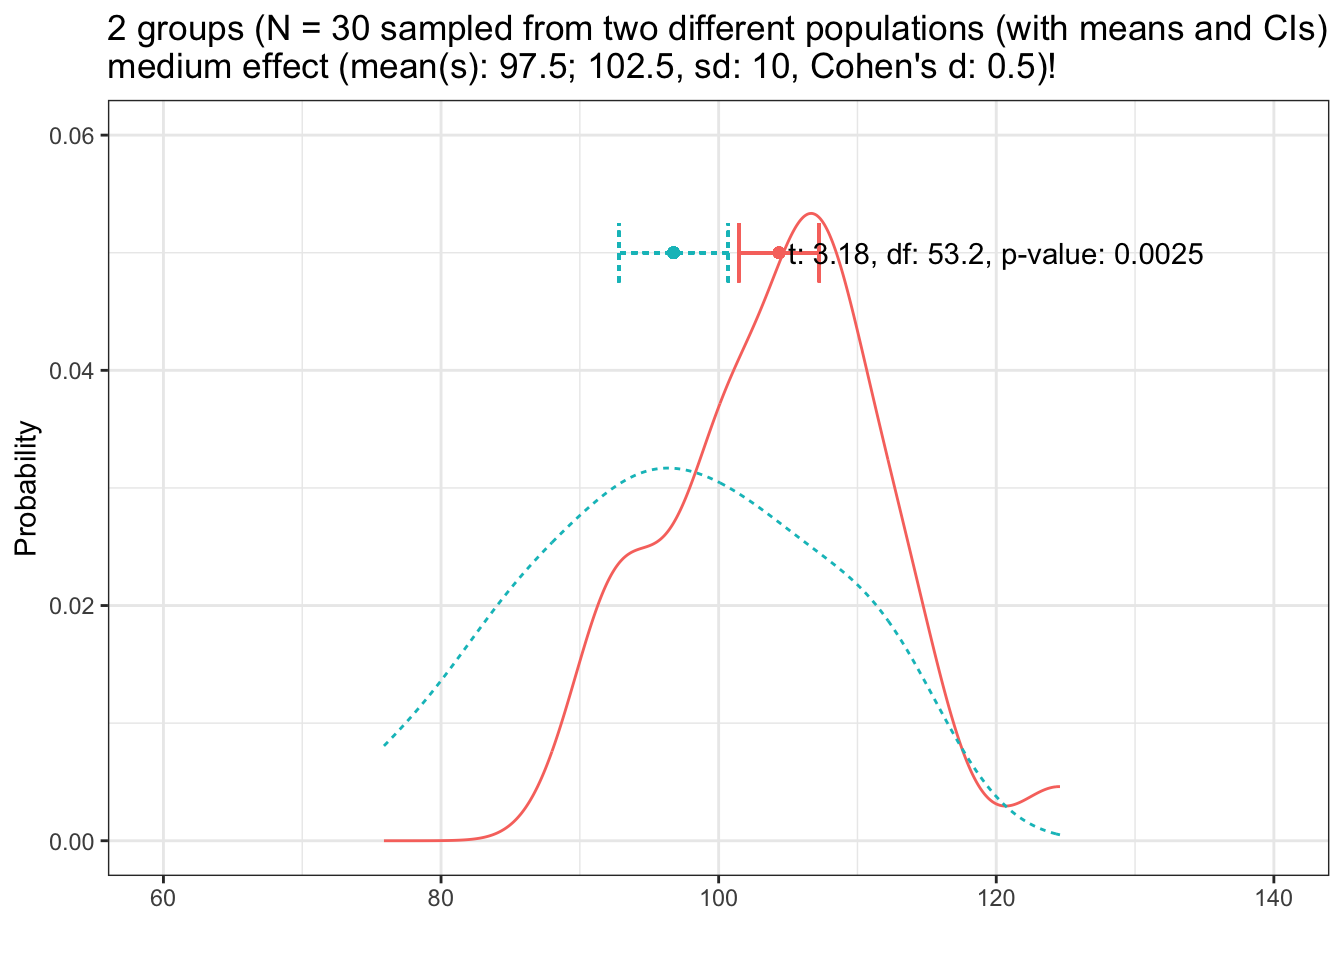 2 groups (N = 30 sampled from two different populations (with means and CIs)
medium effect (mean(s): 97.5; 102.5, sd: 10, Cohen's d: 0.5)!
0.06
t: 3.18, df: 53.2, p-value: 0.0025
0.04
Probability
0.02
0.00
60 80 100 120 140